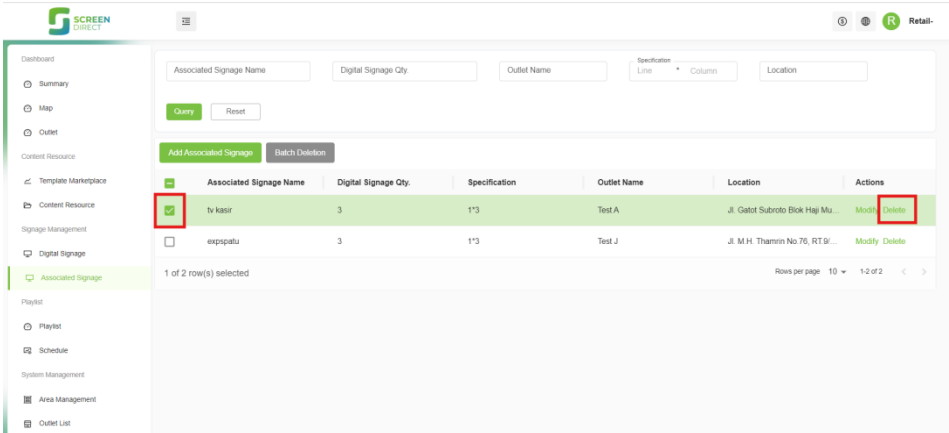 SCREEN
DIRECT
R
Retail-
Dashboard
Summary
Map
Outlet
Content Resource
Template Marketplace
Content Resource
Signage Management
Digital Signage
Associated Signage
Playlist
Playlist
Schedule
System Management
Area Management
Outlet List
Associated Signage Name
Digital Signage Qty.
Outlet Name
Specification
Line * Column
Location
Query Reset
Add Associated Signage Batch Deletion
Associated Signage Name Digital Signage Qty. Specification Outlet Name Location Actions
tv kasir 3 1*3 Test A Jl. Gatot Subroto Blok Haji Mu... Modify Delete
expspatu 3 1*3 Test J Jl. M.H. Thamrin No.76, RT.9/... Modify Delete
1 of 2 row(s) selected
Rows per page 10 1-2 of 2